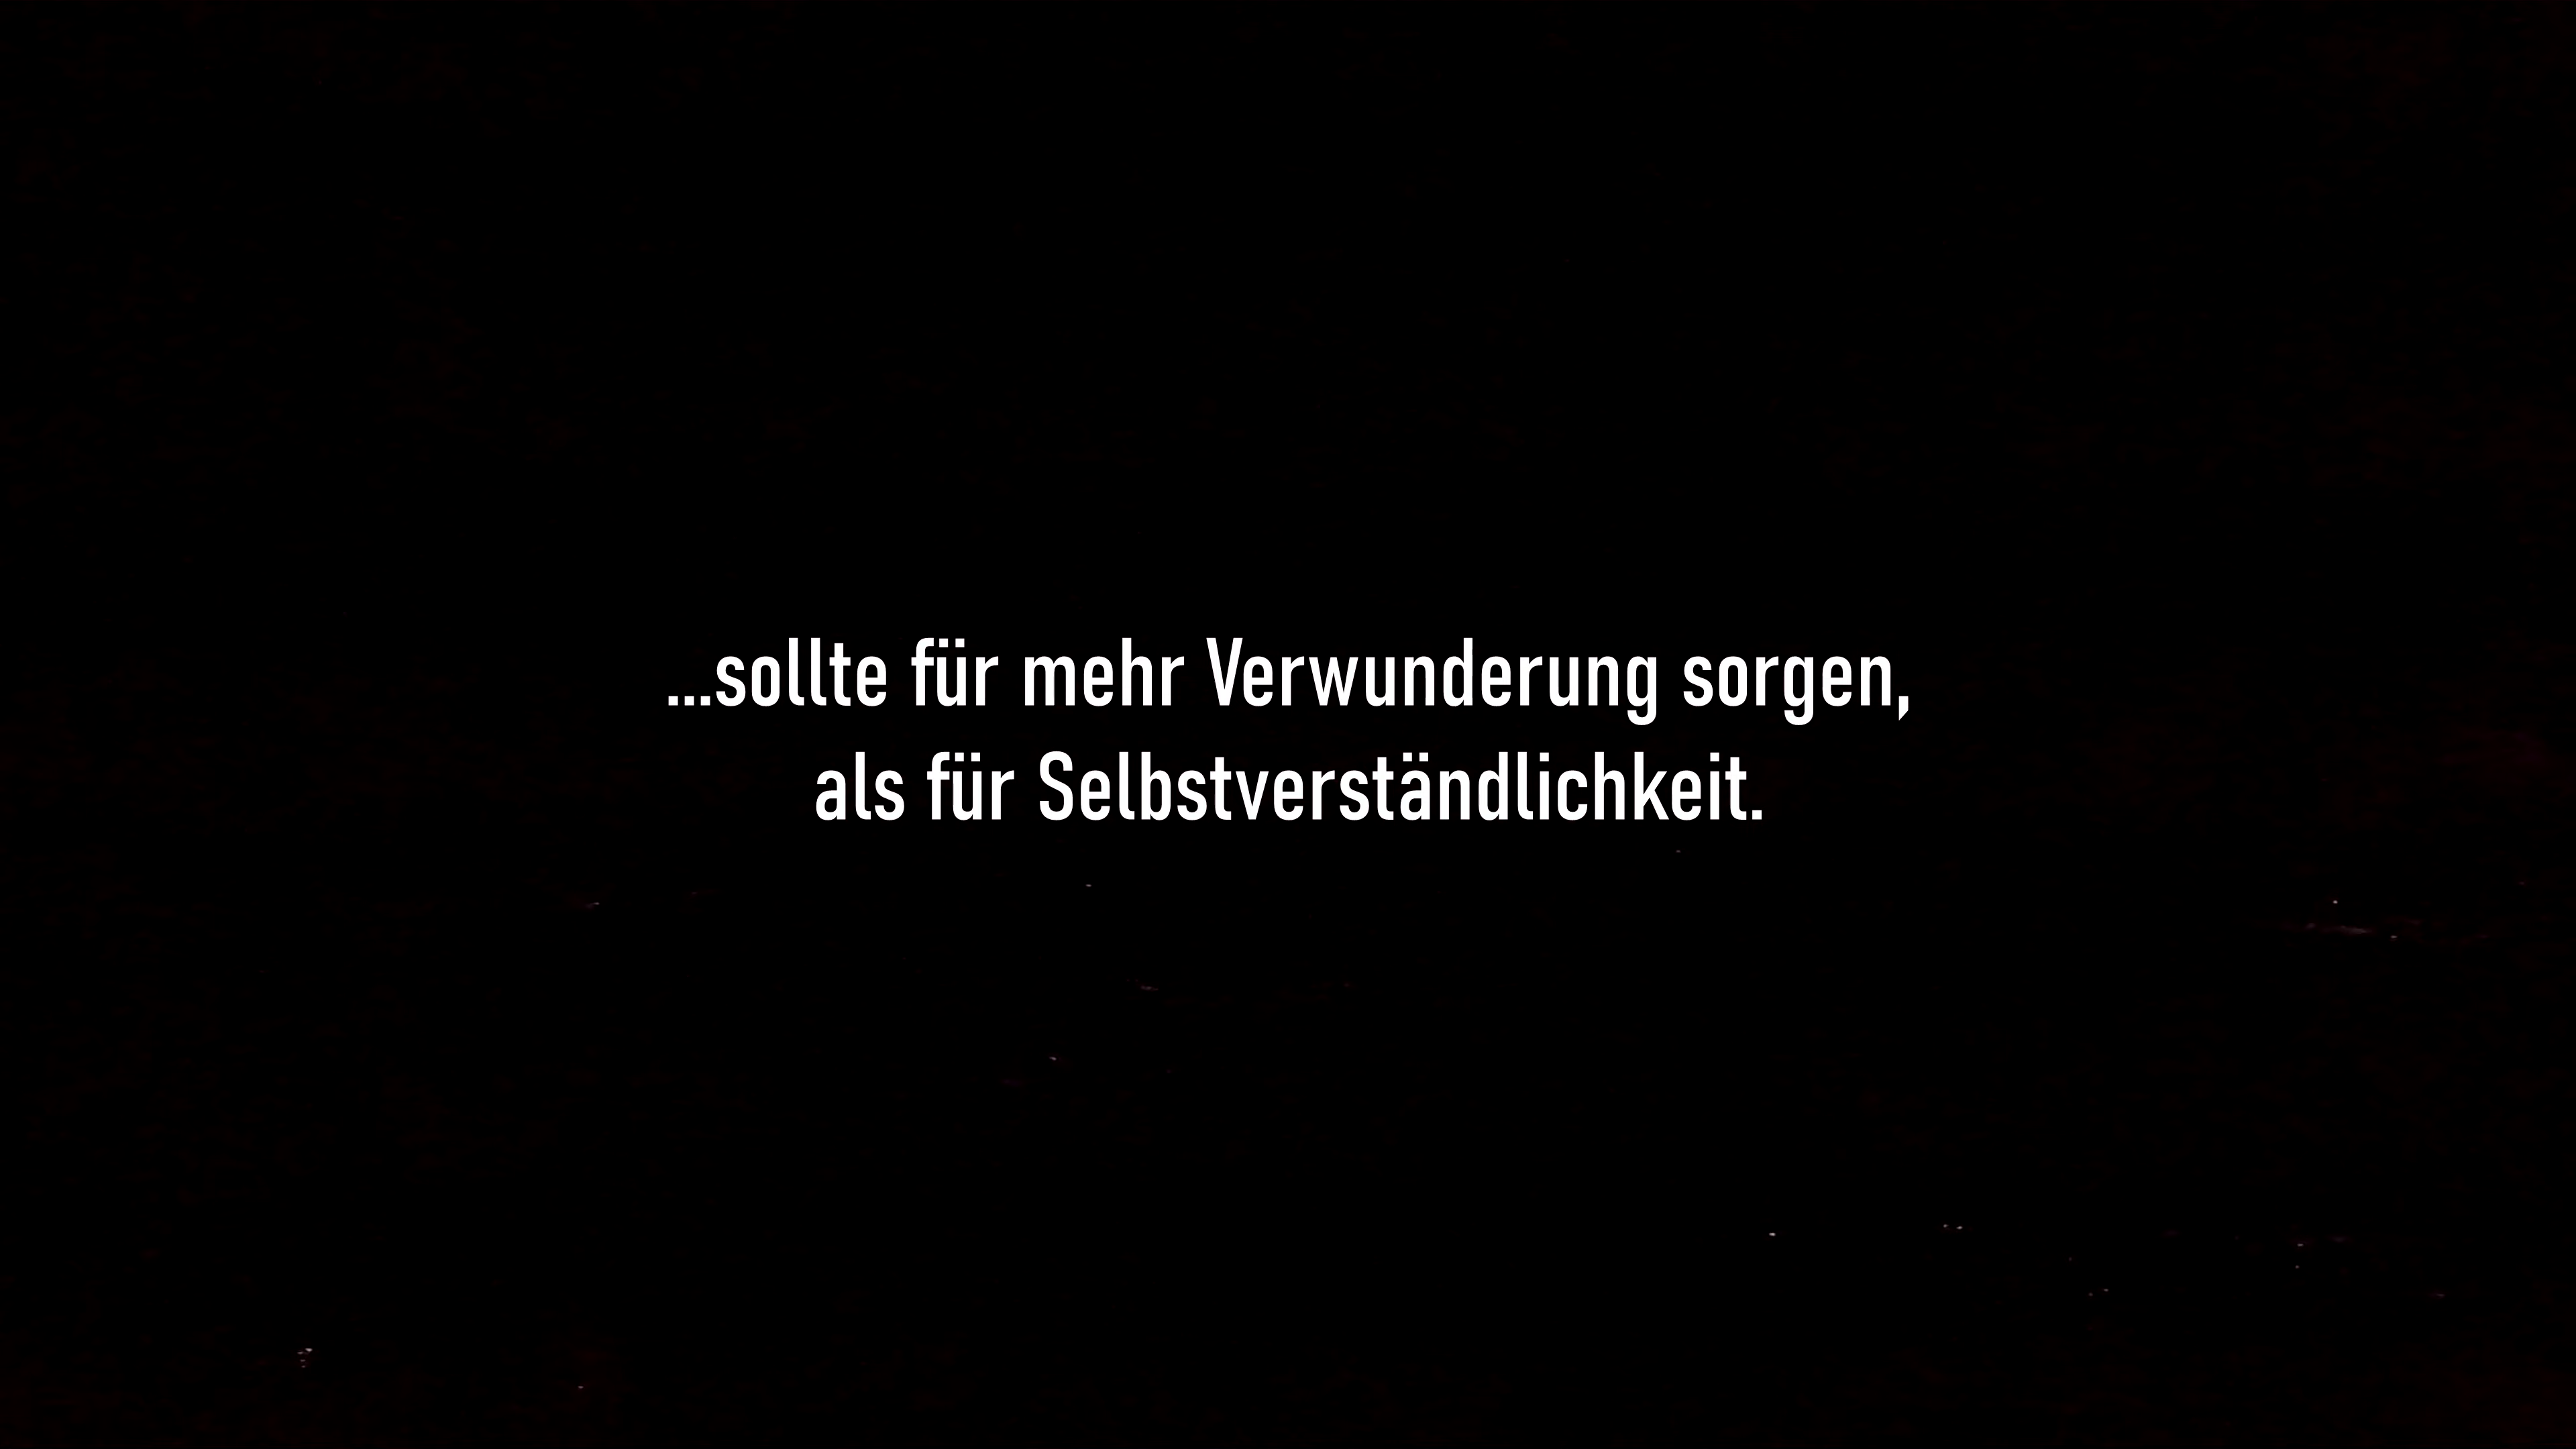 ...sollte für mehr Verwunderung sorgen,
als für Selbstverständlichkeit.